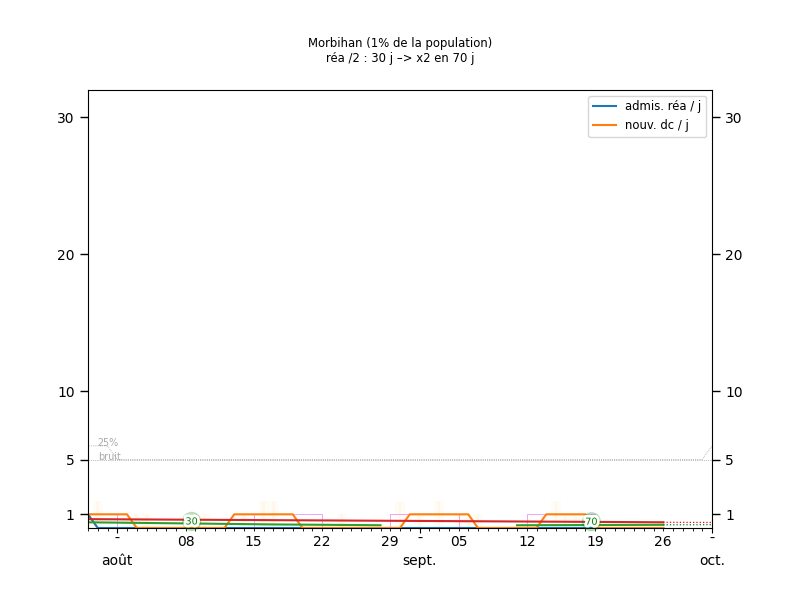 Morbihan (1% de la population)
réa /2 : 30 j –> x2 en 70 j
admis. réa / j
nouv. dc / j
30 30
20 20
10 10
25%
bruit
5 5
1 1
30 70
- 08 15 22 29 - 05 12 19 26 -
août sept. oct.